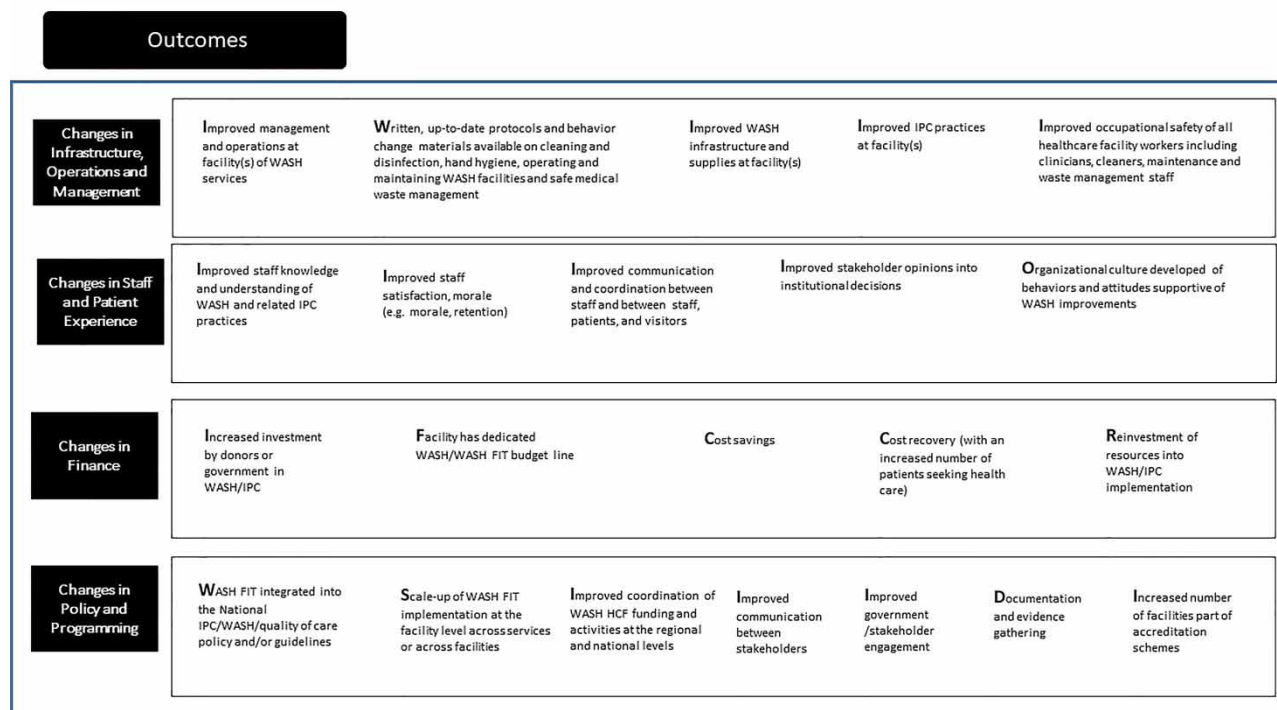 Outcomes
Changes in
Infrastructure,
Operations and
Management
Improved management
and operations at
facility(s) of WASH
services
Written, up-to-date protocols and behavior
change materials available on cleaning and
disinfection, hand hygiene, operating and
maintaining WASH facilities and safe medical
waste management
Improved WASH
infrastructure and
supplies at facility(s)
Improved IPC practices
at facility(s)
Improved occupational safety of all
healthcare facility workers including
clinicians, cleaners, maintenance and
waste management staff
Changes in Staff
and Patient
Experience
Improved staff knowledge
and understanding of
WASH and related IPC
practices
Improved staff
satisfaction, morale
(e.g. morale, retention)
Improved communication
and coordination between
staff and between staff,
patients, and visitors
Improved stakeholder opinions into
institutional decisions
Organizational culture developed of
behaviors and attitudes supportive of
WASH improvements
Changes in
Finance
Increased investment
by donors or
government in
WASH/IPC
Facility has dedicated
WASH/WASH FIT budget line
Cost savings
Cost recovery (with an
increased number of
patients seeking health
care)
Reinvestment of
resources into
WASH/IPC
implementation
Changes in
Policy and
Programming
WASH FIT integrated into
the National
IPC/WASH/quality of care
policy and/or guidelines
Scale-up of WASH FIT
implementation at the
facility level across services
or across facilities
Improved coordination of
WASH HCF funding and
activities at the regional
and national levels
Improved
communication
between
stakeholders
Improved
government
/stakeholder
engagement
Documentation
and evidence
gathering
Increased number
of facilities part of
accreditation
schemes